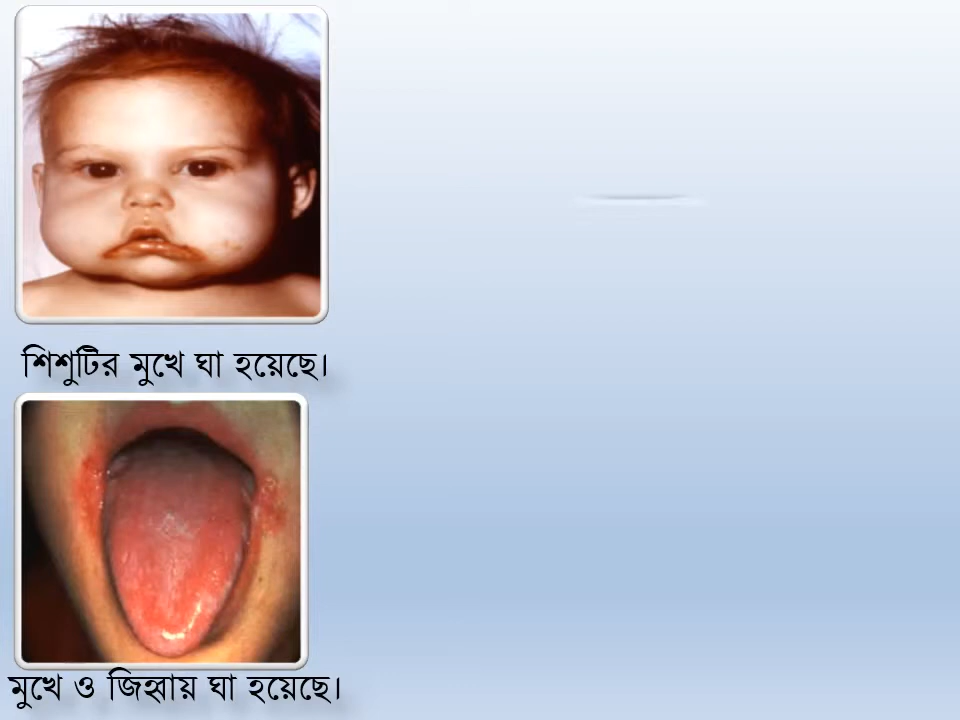 শিশুটির মুখে ঘা হয়েছে।
মুখে ও জিহ্বায় ঘা হয়েছে।